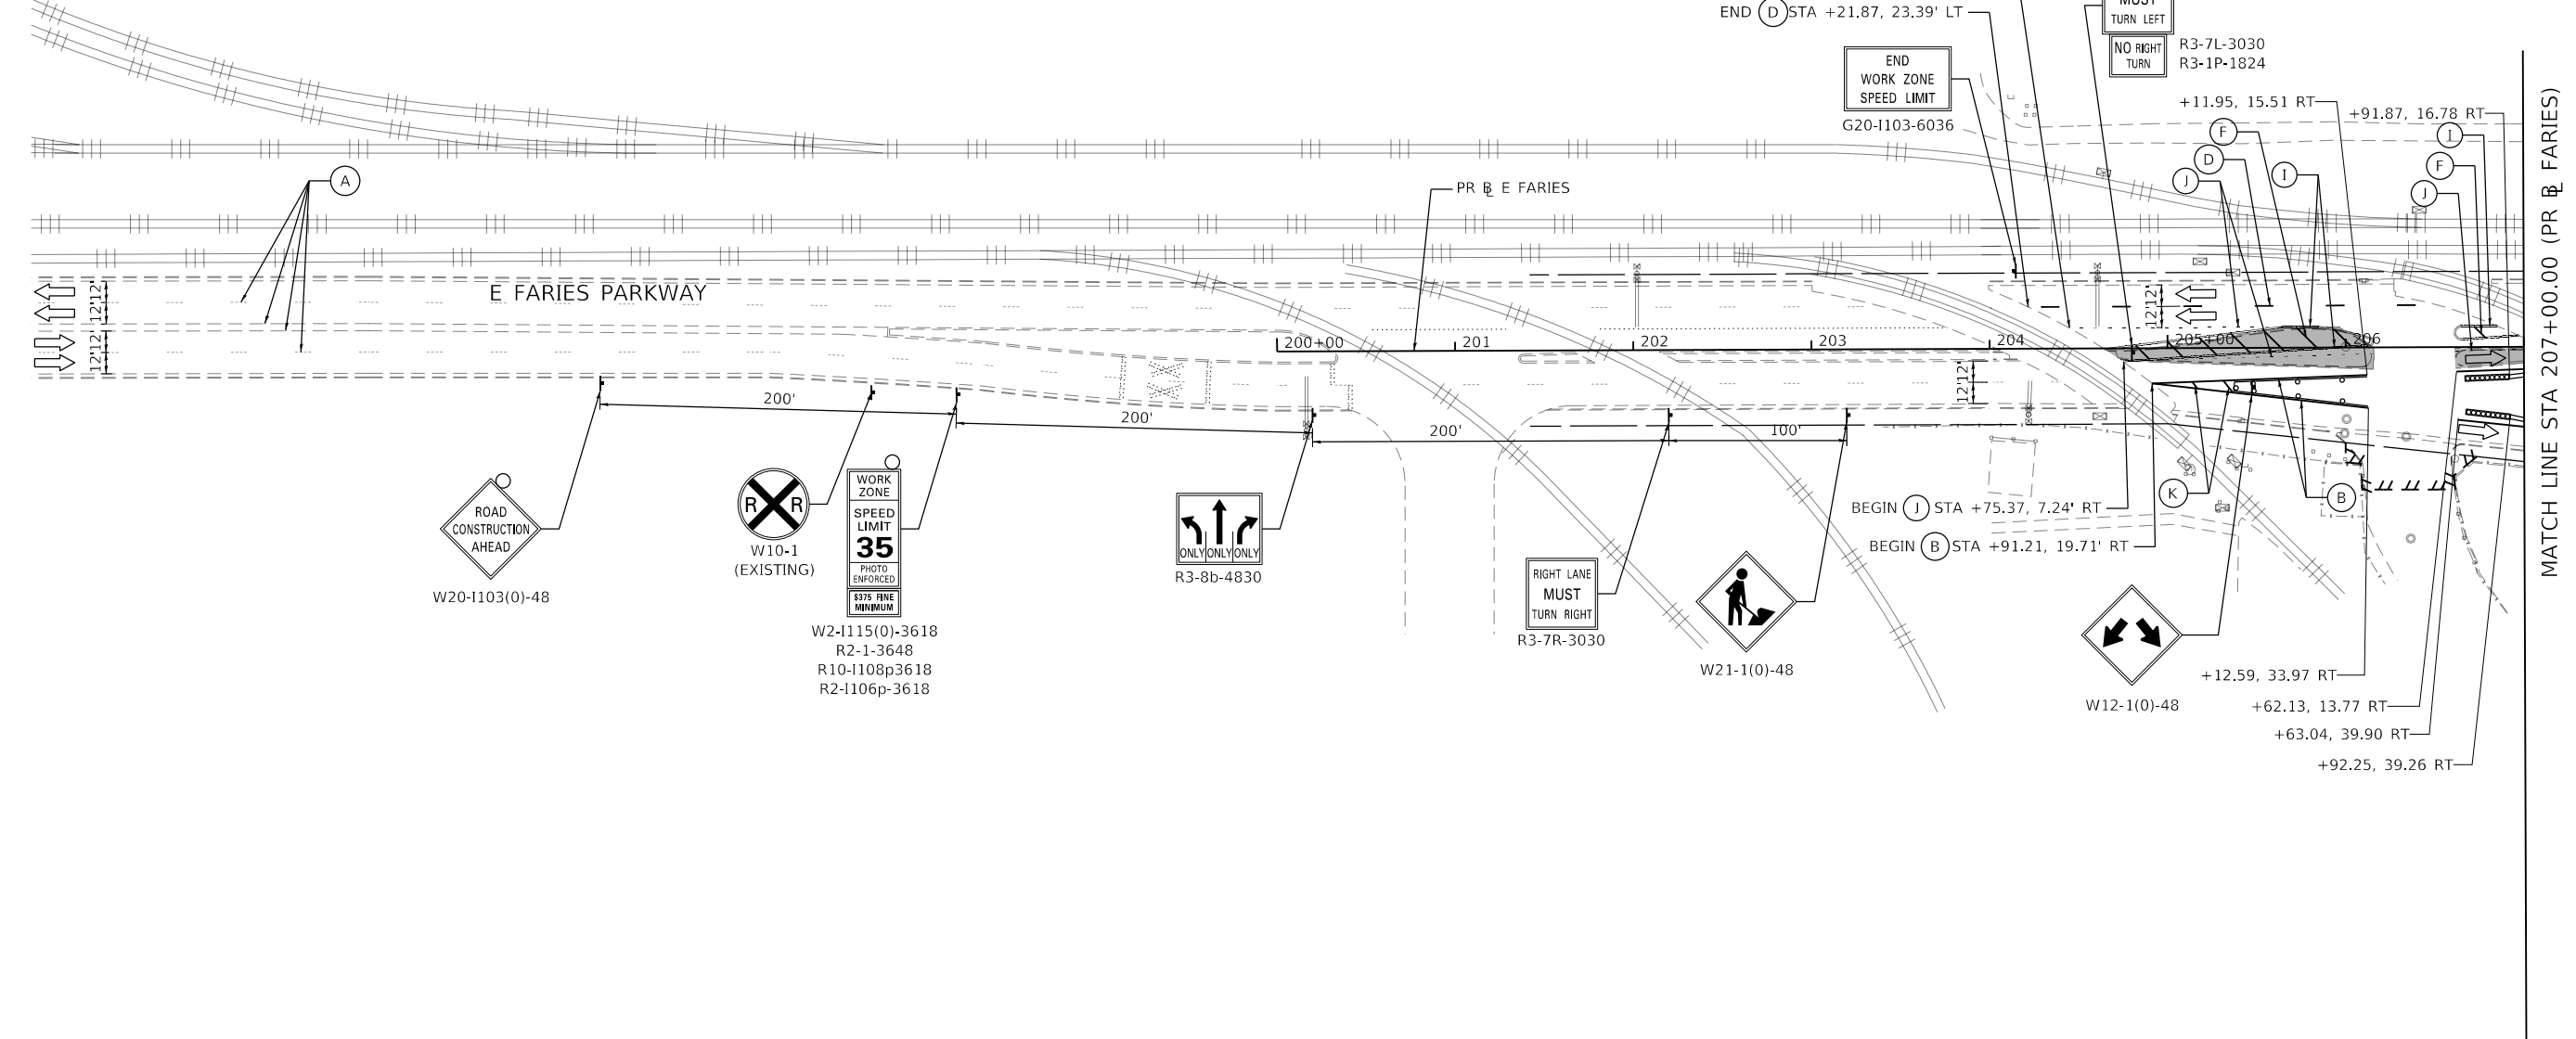 END D STA +21.87, 23.39' LT
MUST
TURN LEFT
NO RIGHT
TURN
R3-7L-3030
R3-1P-1824
END
WORK ZONE
SPEED LIMIT
G20-I103-6036
+11.95, 15.51 RT
+91.87, 16.78 RT
F
I
D
F
J
I
J
A
PR BL E FARIES
E FARIES PARKWAY
12'
12'
12'
12'
12'
12'
12'
12'
200+00
201
202
203
204
205+00
206
200'
200'
200'
100'
ROAD
CONSTRUCTION
AHEAD
W20-I103(0)-48
R R
W10-1
(EXISTING)
WORK
ZONE
SPEED
LIMIT
35
PHOTO
ENFORCED
$375 FINE
MINIMUM
W2-I115(0)-3618
R2-1-3648
R10-I108p3618
R2-I106p-3618
ONLY ONLY ONLY
R3-8b-4830
RIGHT LANE
MUST
TURN RIGHT
R3-7R-3030
W21-1(0)-48
BEGIN J STA +75.37, 7.24' RT
BEGIN B STA +91.21, 19.71' RT
K
B
W12-1(0)-48
+12.59, 33.97 RT
+62.13, 13.77 RT
+63.04, 39.90 RT
+92.25, 39.26 RT
MATCH LINE STA 207+00.00 (PR BL FARIES)